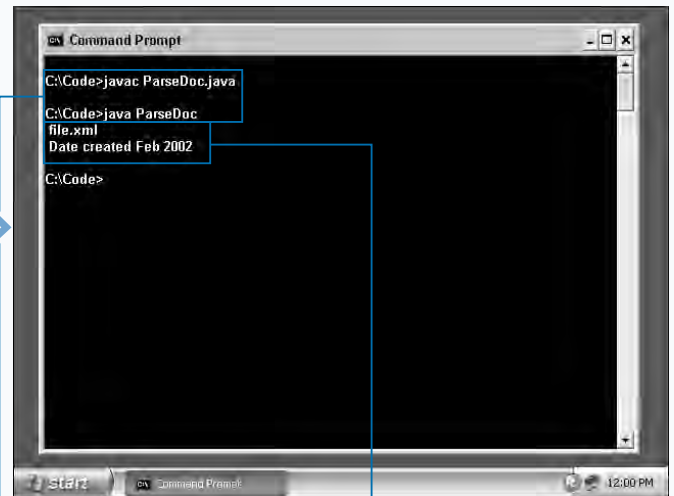 Command Prompt
C:\Code>javac ParseDoc.java
C:\Code>java ParseDoc
file.xml
Date created Feb 2002
C:\Code>
start
Command Prompt
12:00 PM